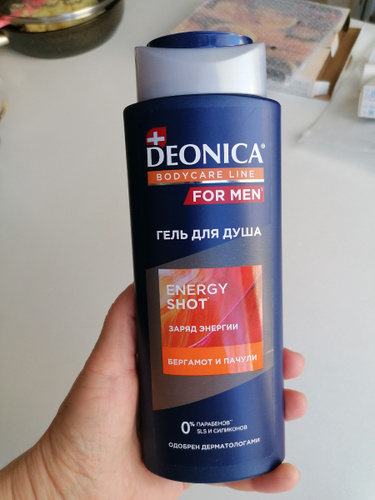 DEONICA®
BODYCARE LINE
FOR MEN
ГЕЛЬ ДЛЯ ДУША
ENERGY
SHOT
ЗАРЯД ЭНЕРГИИ
БЕРГАМОТ И ПАЧУЛИ
0% ПАРАБЕНОВ
SLS И СИЛИКОНОВ
ОДОБРЕН ДЕРМАТОЛОГАМИ